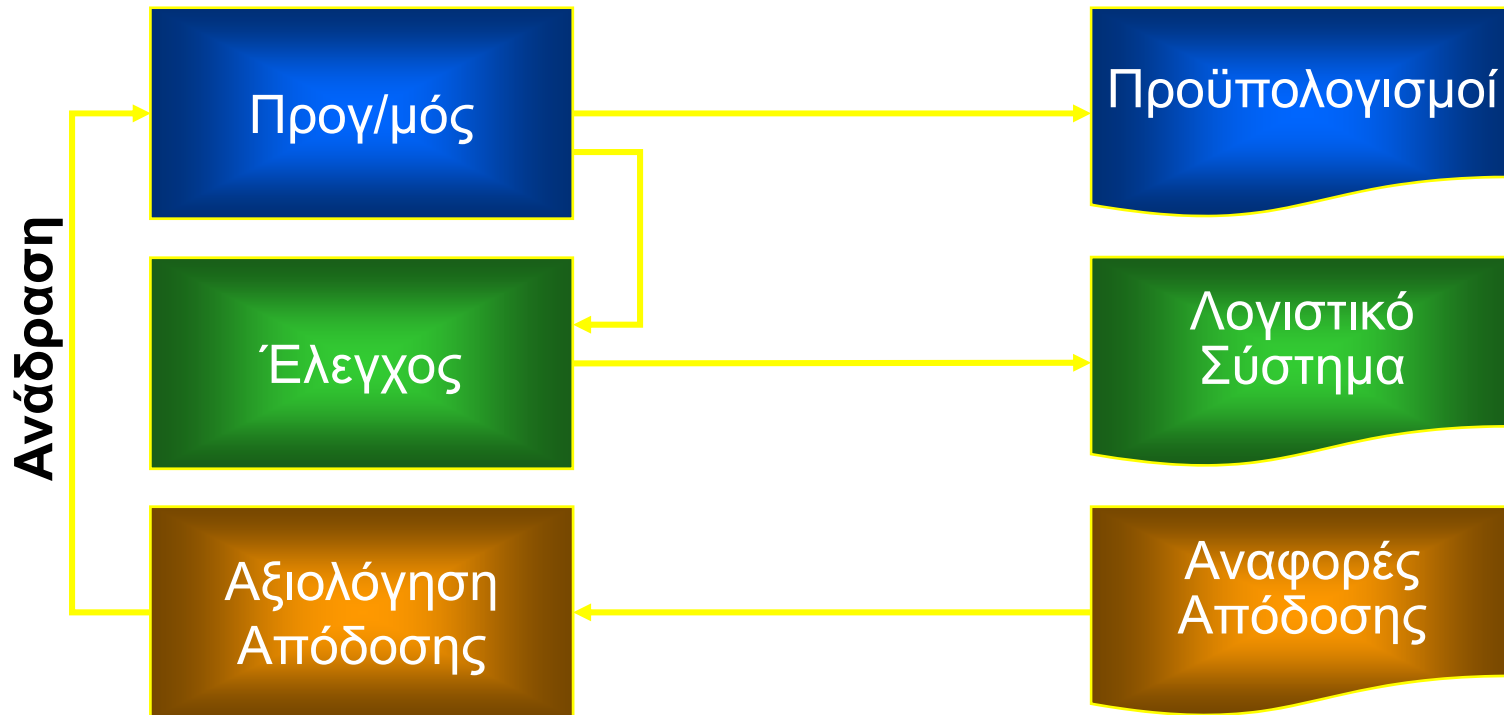 Προγ/μός
Προϋπολογισμοί
Ανάδραση
Έλεγχος
Λογιστικό
Σύστημα
Αξιολόγηση
Απόδοσης
Αναφορές
Απόδοσης